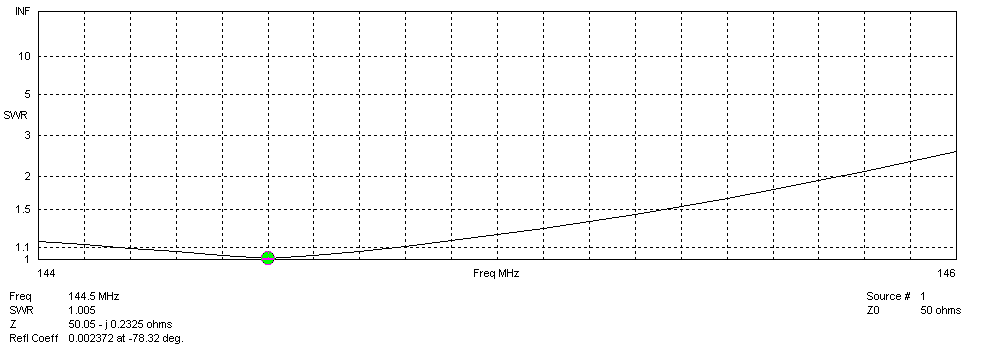 INF
10
5
SWR
3
2
1.5
1.1
1
144
Freq MHz
146
Freq 144.5 MHz
Source # 1
SWR 1.005
Z0 50 ohms
Z 50.05 - j 0.2325 ohms
Refl Coeff 0.002372 at -78.32 deg.